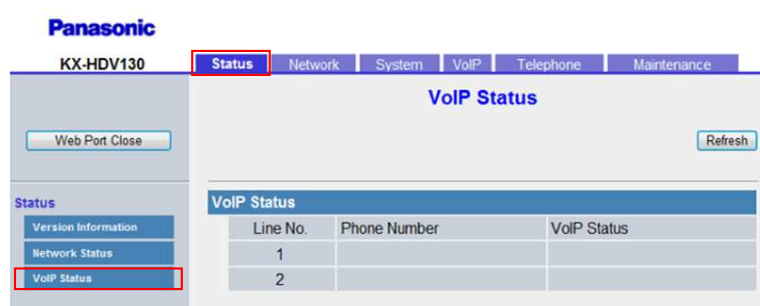 Panasonic
KX-HDV130 Status Network System VoIP Telephone Maintenance
VoIP Status
Web Port Close Refresh
Status
VoIP Status
Version Information
Line No. Phone Number VoIP Status
Network Status
1
VoIP Status
2